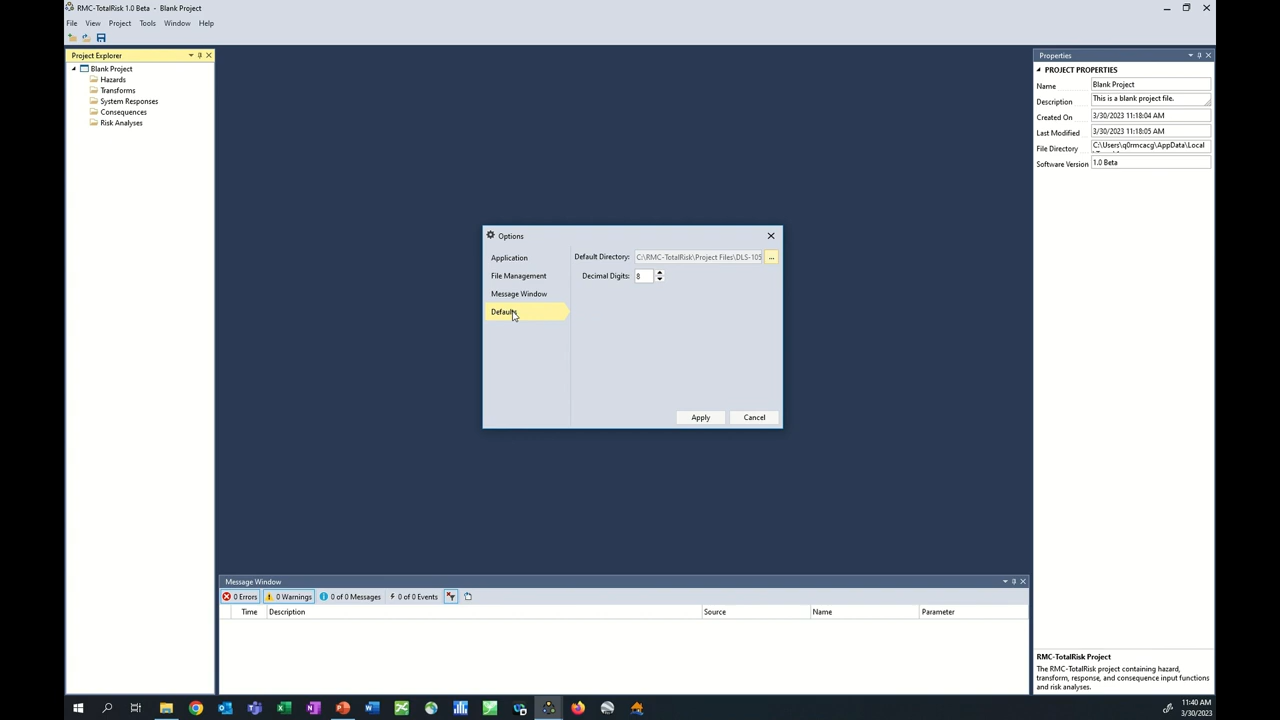 RMC-TotalRisk 1.0 Beta - Blank Project
File View Project Tools Window Help
Project Explorer
Blank Project
Hazards
Transforms
System Responses
Consequences
Risk Analyses
Options
Application
File Management
Message Window
Defaults
Default Directory: C:\RMC-TotalRisk\Project Files\DLS-105 ...
Decimal Digits: 8
Apply Cancel
Message Window
0 Errors 0 Warnings 0 of 0 Messages 0 of 0 Events
Time Description Source Name Parameter
Properties
PROJECT PROPERTIES
Name Blank Project
Description This is a blank project file.
Created On 3/30/2023 11:18:04 AM
Last Modified 3/30/2023 11:18:05 AM
File Directory C:\Users\q0rmcacg\AppData\Local
Software Version 1.0 Beta
RMC-TotalRisk Project
The RMC-TotalRisk project containing hazard,
transform, response, and consequence input functions
and risk analyses.
11:40 AM
3/30/2023